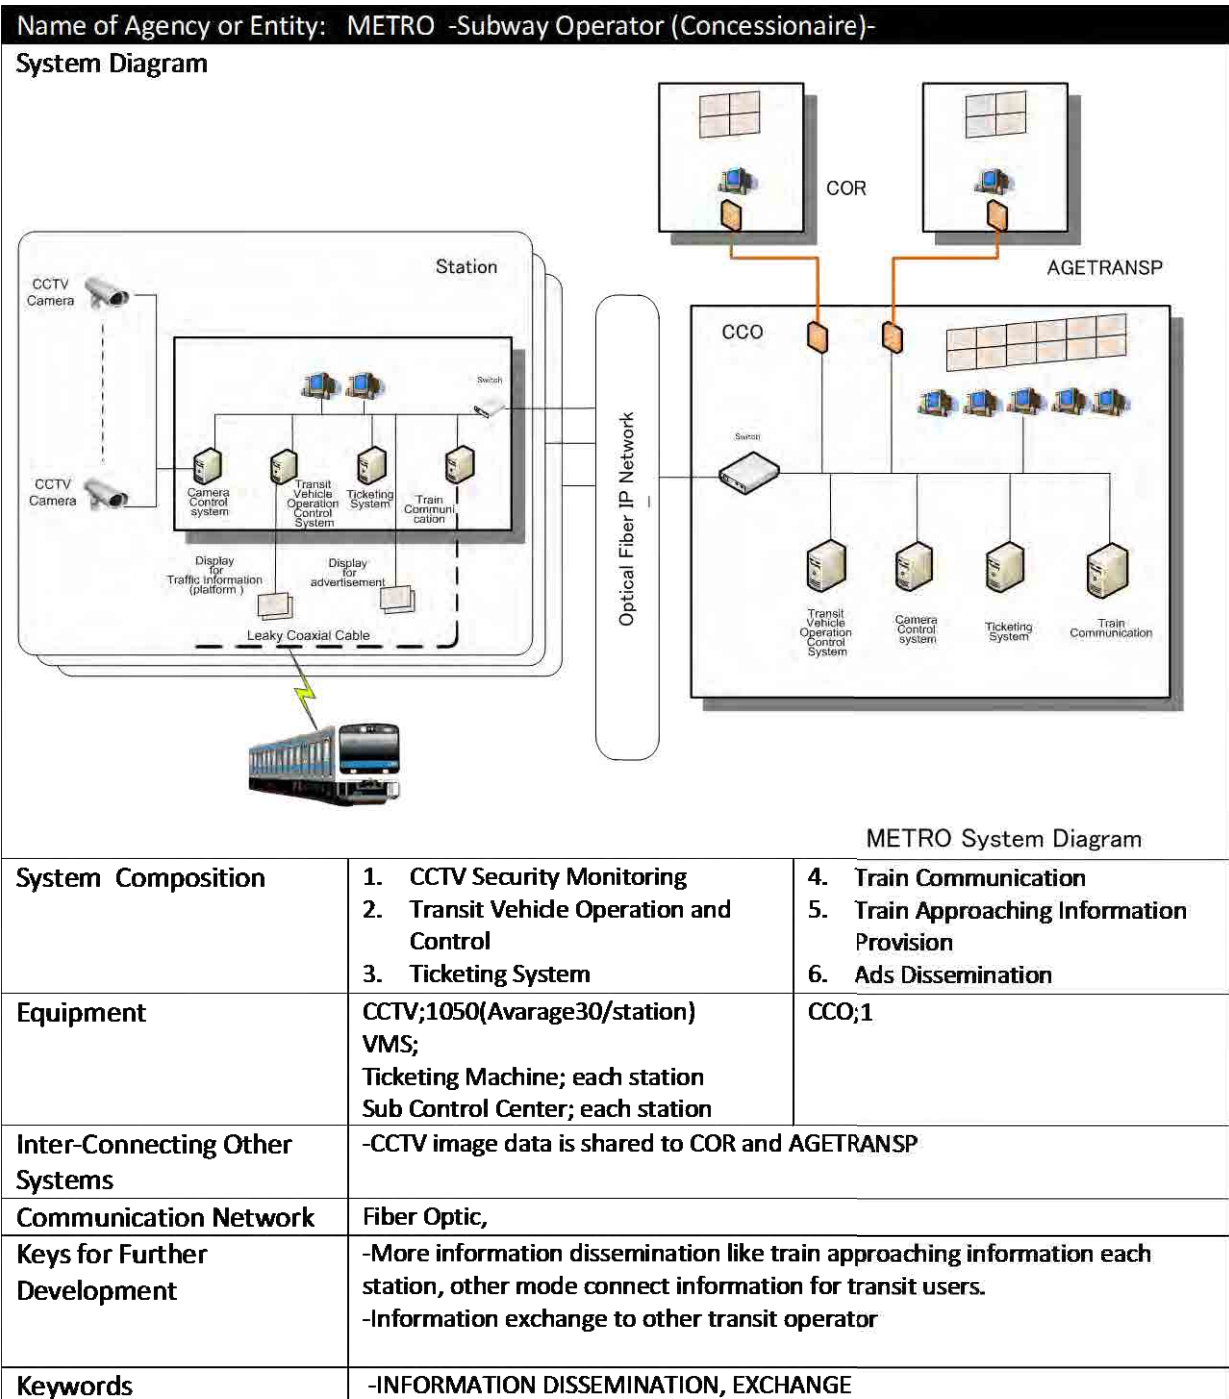 Name of Agency or Entity: METRO -Subway Operator (Concessionaire)-
System Diagram
COR
AGETRANSP
Station
CCTV
Camera
Switch
Camera
Control
system
Transit
Vehicle
Operation
Control
System
Ticketing
System
Train
Communi
cation
CCTV
Camera
Display
for
Traffic Information
(platform )
Display
for
advertisement
Leaky Coaxial Cable
Optical Fiber IP Network
CCO
Switch
Transit
Vehicle
Operation
Control
System
Camera
Control
system
Ticketing
System
Train
Communication
METRO System Diagram
System Composition
1. CCTV Security Monitoring
2. Transit Vehicle Operation and
Control
3. Ticketing System
4. Train Communication
5. Train Approaching Information
Provision
6. Ads Dissemination
Equipment
CCTV;1050(Avarage30/station)
VMS;
Ticketing Machine; each station
Sub Control Center; each station
CCO;1
Inter-Connecting Other
Systems
-CCTV image data is shared to COR and AGETRANSP
Communication Network
Fiber Optic,
Keys for Further
Development
-More information dissemination like train approaching information each
station, other mode connect information for transit users.
-Information exchange to other transit operator
Keywords
-INFORMATION DISSEMINATION, EXCHANGE